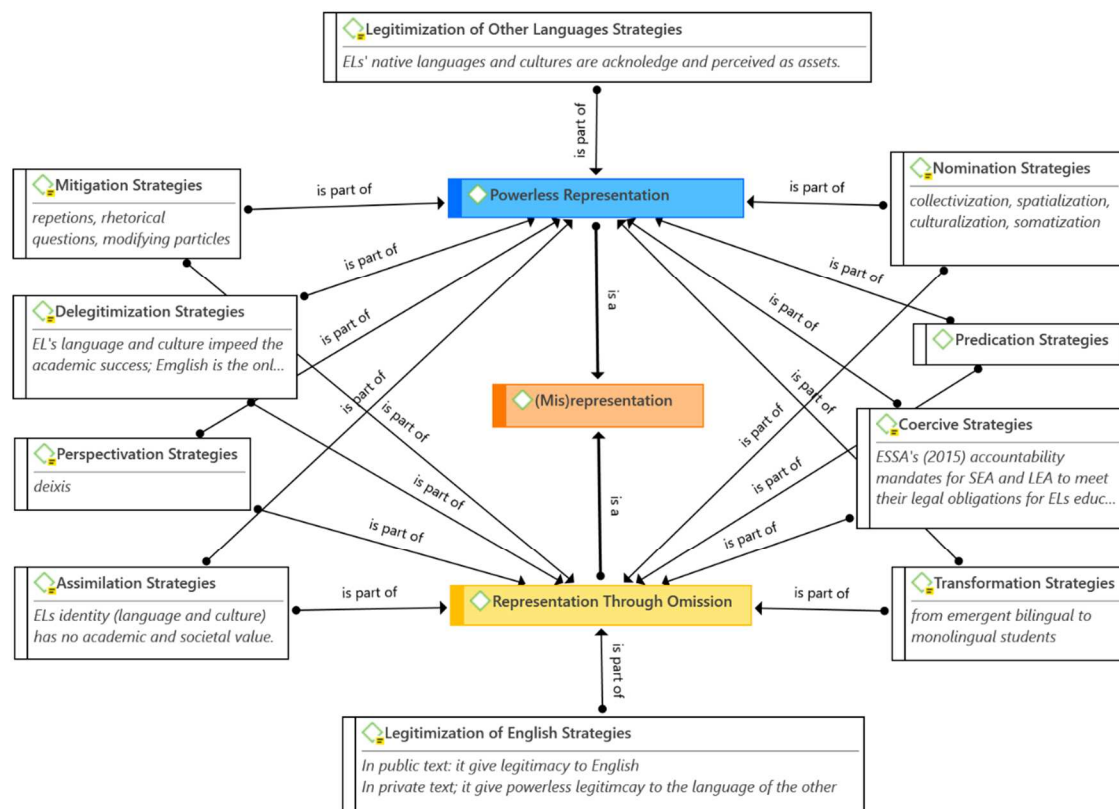 Legitimization of Other Languages Strategies
ELs' native languages and cultures are acknoledge and perceived as assets.
is part of
Mitigation Strategies
repetions, rhetorical
questions, modifying particles
is part of
Powerless Representation
is part of
Nomination Strategies
collectivization, spatialization,
culturalization, somatization
is part of
is part of
is part of
is part of
is a
Delegitimization Strategies
EL's language and culture impeed the
academic success; Emglish is the onl...
Predication Strategies
is part of
is part of
is part of
is part of
(Mis)representation
Coercive Strategies
ESSA's (2015) accountability
mandates for SEA and LEA to meet
their legal obligations for ELs educ...
Perspectivation Strategies
deixis
is part of
is part of
is a
is part of
is part of
Assimilation Strategies
ELs identity (language and culture)
has no academic and societal value.
is part of
Representation Through Omission
is part of
Transformation Strategies
from emergent bilingual to
monolingual students
is part of
Legitimization of English Strategies
In public text: it give legitimacy to English
In private text; it give powerless legitimcay to the language of the other